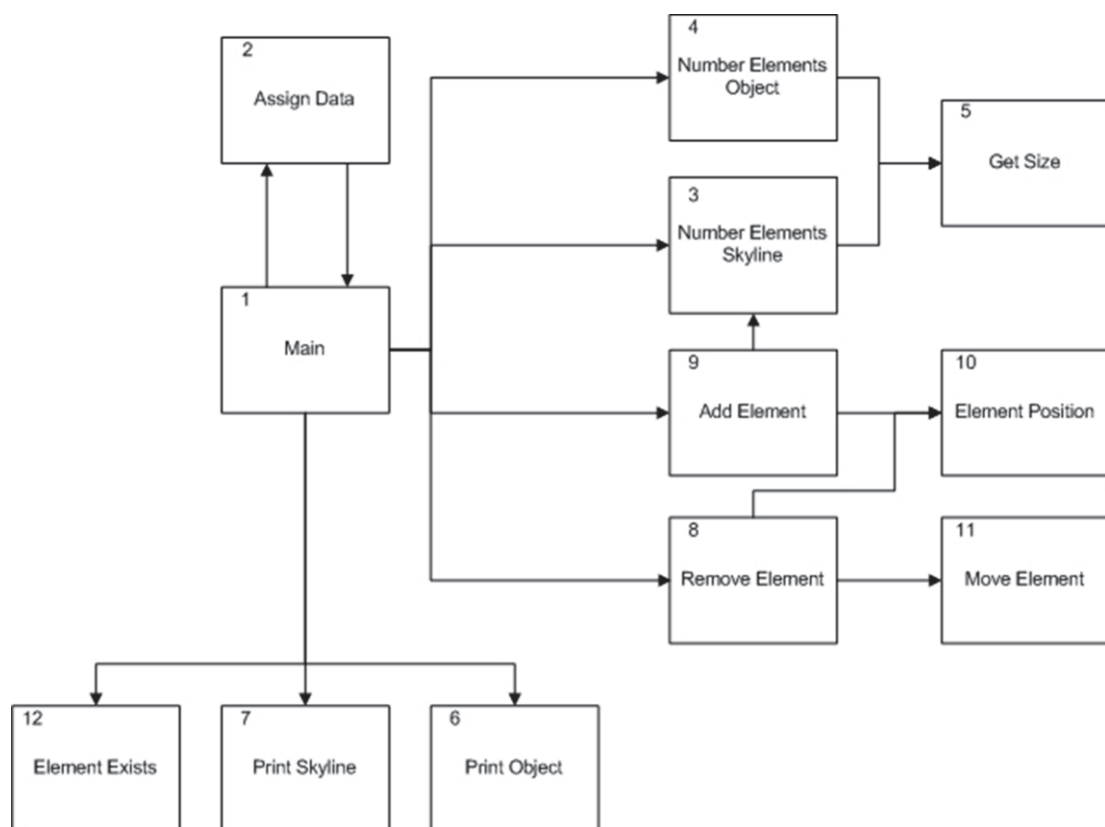 2
Assign Data
4
Number Elements
Object
5
Get Size
3
Number Elements
Skyline
1
Main
9
Add Element
10
Element Position
8
Remove Element
11
Move Element
12
Element Exists
7
Print Skyline
6
Print Object